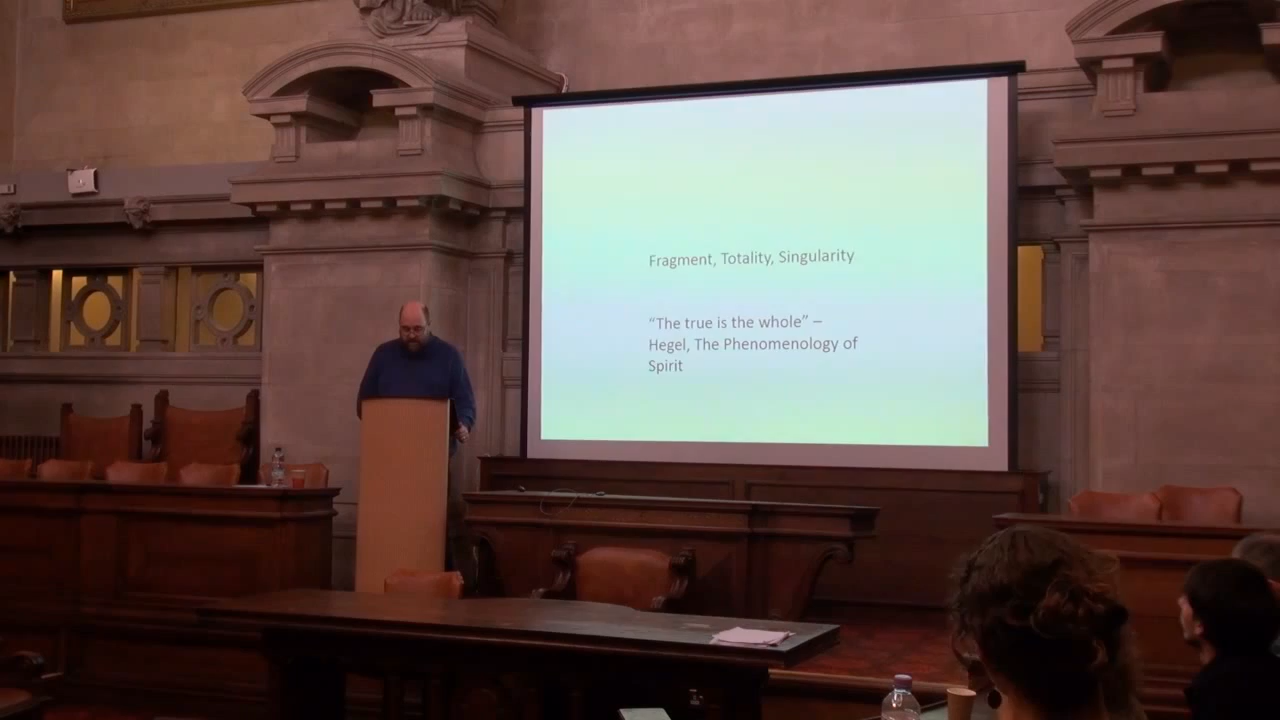 Fragment, Totality, Singularity
“The true is the whole” –
Hegel, The Phenomenology of
Spirit